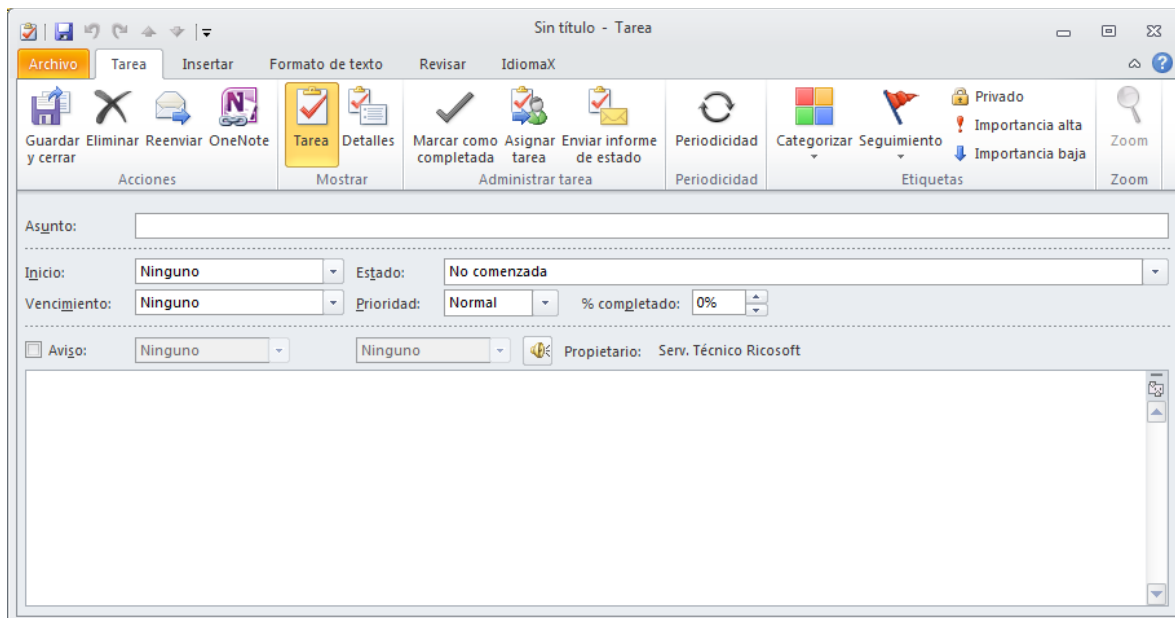 Sin título - Tarea
Archivo Tarea Insertar Formato de texto Revisar IdiomaX
Guardar y cerrar Eliminar Reenviar OneNote Tarea Detalles Marcar como completada Asignar tarea Enviar informe de estado Periodicidad Categorizar Seguimiento Privado
Importancia alta
Importancia baja
Zoom
Acciones Mostrar Administrar tarea Periodicidad Etiquetas Zoom
Asunto:
Inicio: Ninguno Estado: No comenzada
Vencimiento: Ninguno Prioridad: Normal % completado: 0%
Aviso: Ninguno Ninguno Propietario: Serv. Técnico Ricosoft